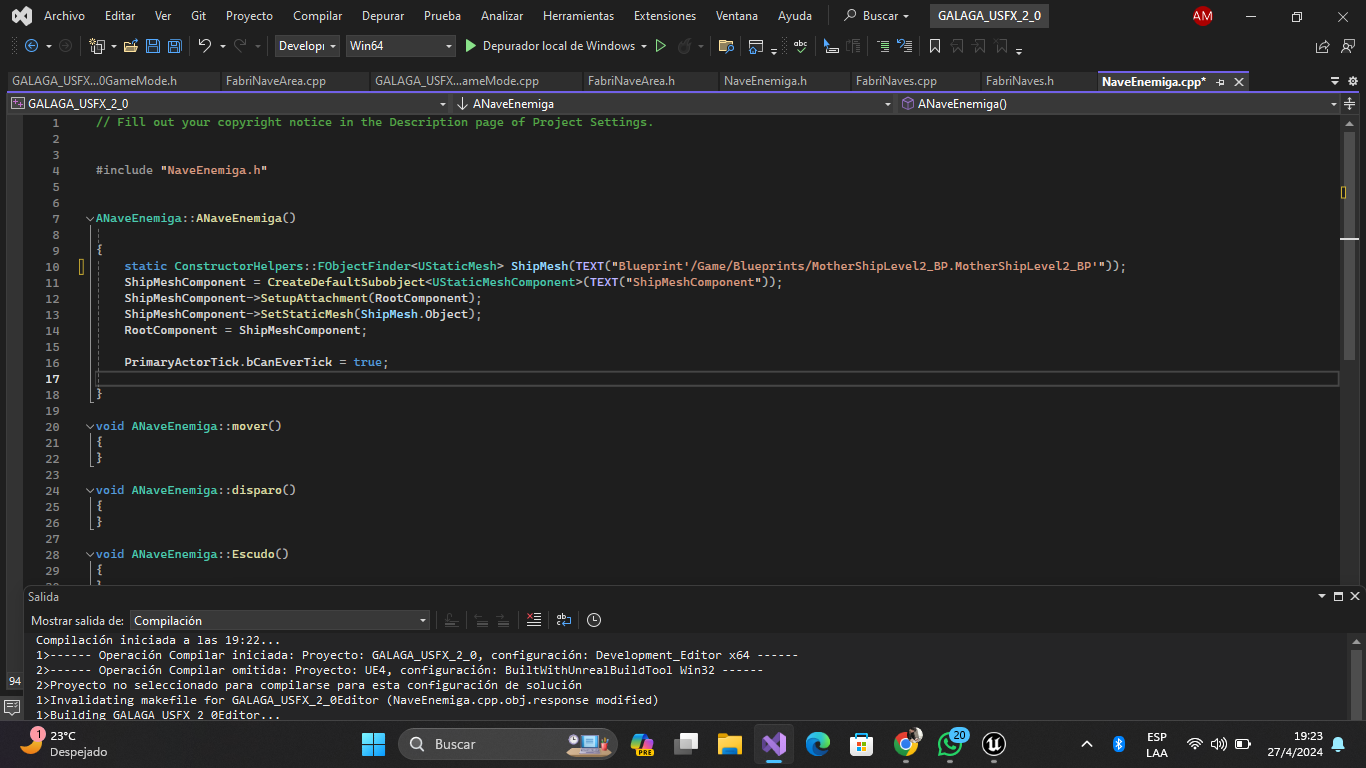 Archivo Editar Ver Git Proyecto Compilar Depurar Prueba Analizar Herramientas Extensiones Ventana Ayuda Buscar GALAGA_USFX_2_0 AM
Develop Win64 Depurador local de Windows
GALAGA_USFX...0GameMode.h FabriNaveArea.cpp GALAGA_USFX...ameMode.cpp FabriNaveArea.h NaveEnemiga.h FabriNaves.cpp FabriNaves.h NaveEnemiga.cpp*
GALAGA_USFX_2_0 ANaveEnemiga ANaveEnemiga()
1 // Fill out your copyright notice in the Description page of Project Settings.
2
3
4 #include "NaveEnemiga.h"
5
6
7 ANaveEnemiga::ANaveEnemiga()
8
9 {
10 static ConstructorHelpers::FObjectFinder<UStaticMesh> ShipMesh(TEXT("Blueprint'/Game/Blueprints/MotherShipLevel2_BP.MotherShipLevel2_BP'"));
11 ShipMeshComponent = CreateDefaultSubobject<UStaticMeshComponent>(TEXT("ShipMeshComponent"));
12 ShipMeshComponent->SetupAttachment(RootComponent);
13 ShipMeshComponent->SetStaticMesh(ShipMesh.Object);
14 RootComponent = ShipMeshComponent;
15
16 PrimaryActorTick.bCanEverTick = true;
17
18 }
19
20 void ANaveEnemiga::mover()
21 {
22 }
23
24 void ANaveEnemiga::disparo()
25 {
26 }
27
28 void ANaveEnemiga::Escudo()
29 {
94
Salida
Mostrar salida de: Compilación
Compilación iniciada a las 19:22...
1>------ Operación Compilar iniciada: Proyecto: GALAGA_USFX_2_0, configuración: Development_Editor x64 ------
2>------ Operación Compilar omitida: Proyecto: UE4, configuración: BuiltWithUnrealBuildTool Win32 ------
2>Proyecto no seleccionado para compilarse para esta configuración de solución
1>Invalidating makefile for GALAGA_USFX_2_0Editor (NaveEnemiga.cpp.obj.response modified)
1>Building GALAGA_USFX_2_0Editor...
1 23°C
Despejado
Buscar
PRE
20
ESP
LAA
19:23
27/4/2024